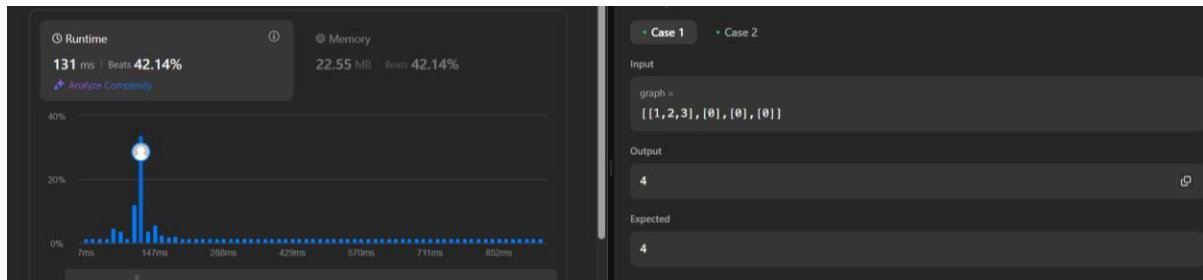 Runtime
Memory
131 ms | Beats 42.14%
22.55 MB | Beats 42.14%
Analyze Complexity
40%
20%
0%
7ms 147ms 288ms 429ms 570ms 711ms 852ms
Case 1 Case 2
Input
graph =
[[1,2,3],[0],[0],[0]]
Output
4
Expected
4